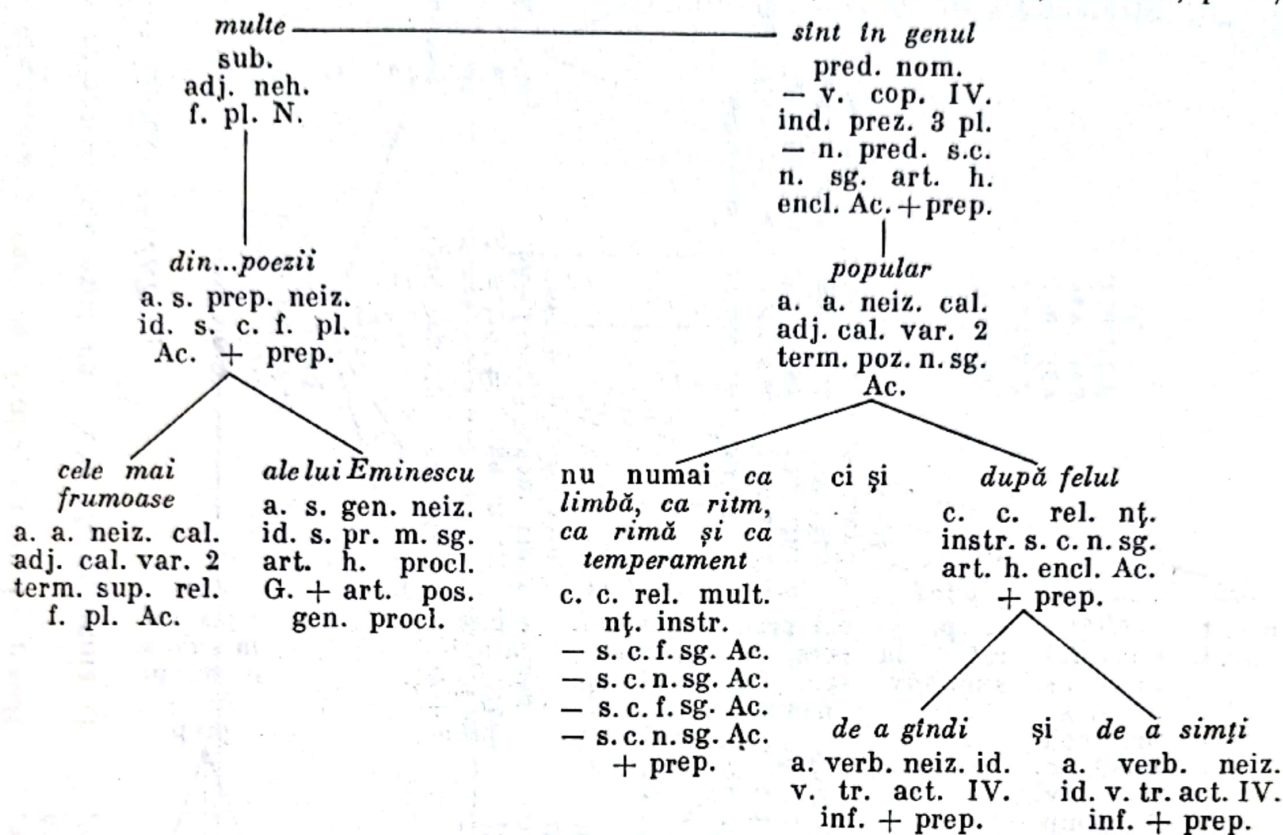 multe
sub.
adj. neh.
f. pl. N.
sînt în genul
pred. nom.
— v. cop. IV.
ind. prez. 3 pl.
— n. pred. s.c.
n. sg. art. h.
encl. Ac. + prep.
din...poezii
a. s. prep. neiz.
id. s. c. f. pl.
Ac. + prep.
popular
a. a. neiz. cal.
adj. cal. var. 2
term. poz. n. sg.
Ac.
cele mai
frumoase
a. a. neiz. cal.
adj. cal. var. 2
term. sup. rel.
f. pl. Ac.
ale lui Eminescu
a. s. gen. neiz.
id. s. pr. m. sg.
art. h. procl.
G. + art. pos.
gen. procl.
nu numai ca
limbă, ca ritm,
ca rimă și ca
temperament
c. c. rel. mult.
nţ. instr.
— s. c. f. sg. Ac.
— s. c. n. sg. Ac.
— s. c. f. sg. Ac.
— s. c. n. sg. Ac.
+ prep.
ci și
după felul
c. c. rel. nţ.
instr. s. c. n. sg.
art. h. encl. Ac.
+ prep.
de a gîndi
a. verb. neiz. id.
v. tr. act. IV.
inf. + prep.
și
de a simți
a. verb. neiz.
id. v. tr. act. IV.
inf. + prep.